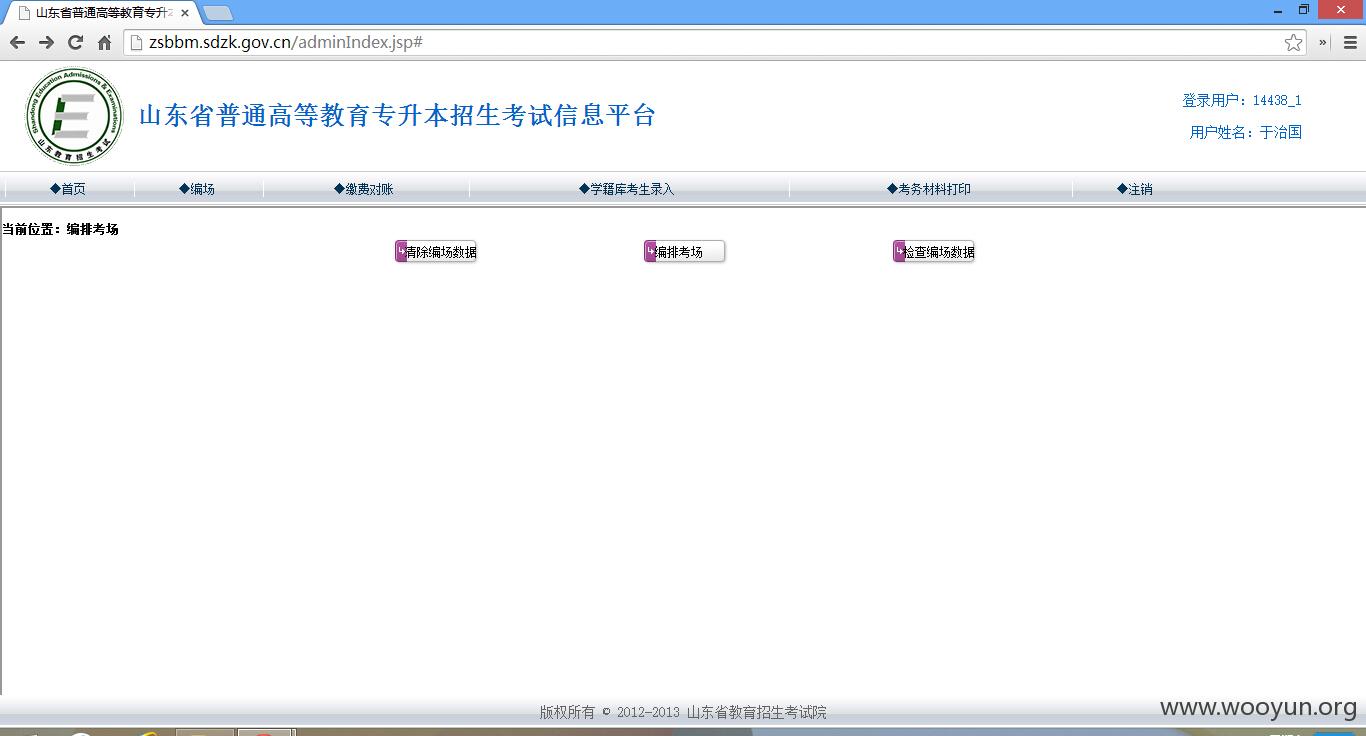 山东省普通高等教育专升
zsbbm.sdzk.gov.cn/adminIndex.jsp#
Shandong Education Admissions & Examinations
山东教育招生考试
山东省普通高等教育专升本招生考试信息平台
登录用户：14438_1
用户姓名：于治国
◆首页 ◆编场 ◆缴费对账 ◆学籍库考生录入 ◆考务材料打印 ◆注销
当前位置：编排考场
清除编场数据 编排考场 检查编场数据
版权所有 © 2012-2013 山东省教育招生考试院
www.wooyun.org